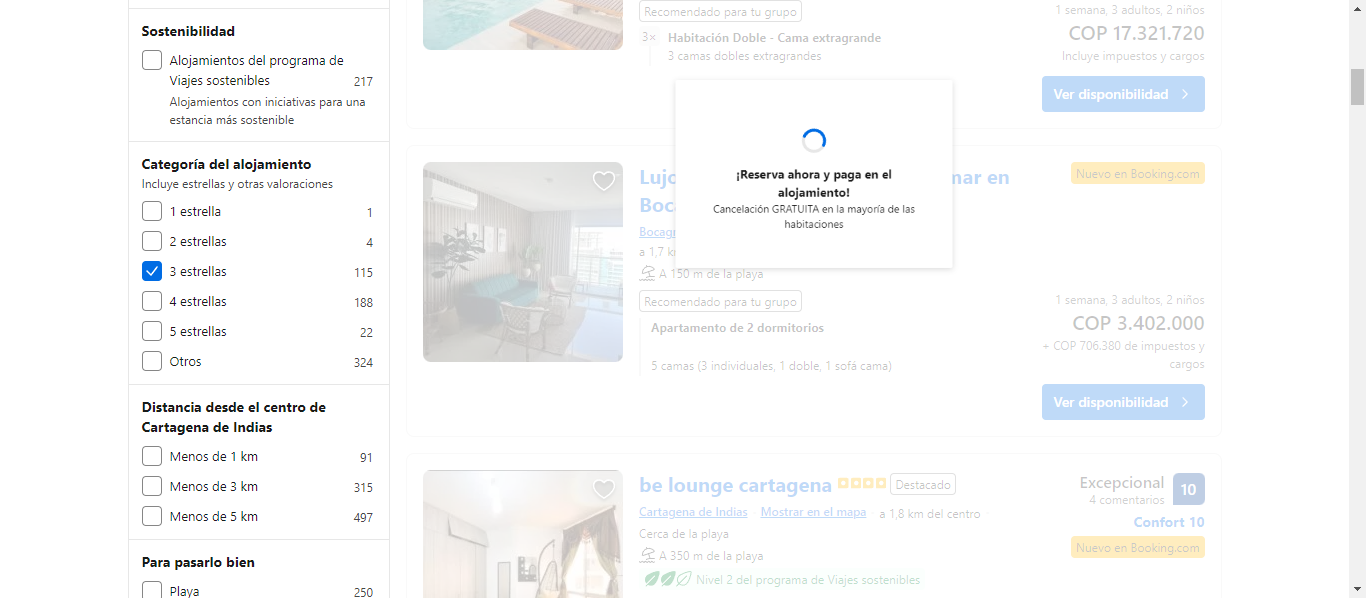 Sostenibilidad
Alojamientos del programa de
Viajes sostenibles
217
Alojamientos con iniciativas para una
estancia más sostenible
Categoría del alojamiento
Incluye estrellas y otras valoraciones
1 estrella 1
2 estrellas 4
3 estrellas 115
4 estrellas 188
5 estrellas 22
Otros 324
Distancia desde el centro de
Cartagena de Indias
Menos de 1 km 91
Menos de 3 km 315
Menos de 5 km 497
Para pasarlo bien
Playa 250
Recomendado para tu grupo
3× Habitación Doble - Cama extragrande
3 camas dobles extragrandes
1 semana, 3 adultos, 2 niños
COP 17.321.720
Incluye impuestos y cargos
Ver disponibilidad
¡Reserva ahora y paga en el
alojamiento!
Cancelación GRATUITA en la mayoría de las
habitaciones
mar en
Nuevo en Booking.com
a 1,7
A 150 m de la playa
Recomendado para tu grupo
Apartamento de 2 dormitorios
5 camas (3 individuales, 1 doble, 1 sofá cama)
1 semana, 3 adultos, 2 niños
COP 3.402.000
+ COP 706.380 de impuestos y
cargos
Ver disponibilidad
be lounge cartagena Destacado
Cartagena de Indias Mostrar en el mapa a 1,8 km del centro
Cerca de la playa
A 350 m de la playa
Nivel 2 del programa de Viajes sostenibles
Excepcional 10
4 comentarios
Confort 10
Nuevo en Booking.com